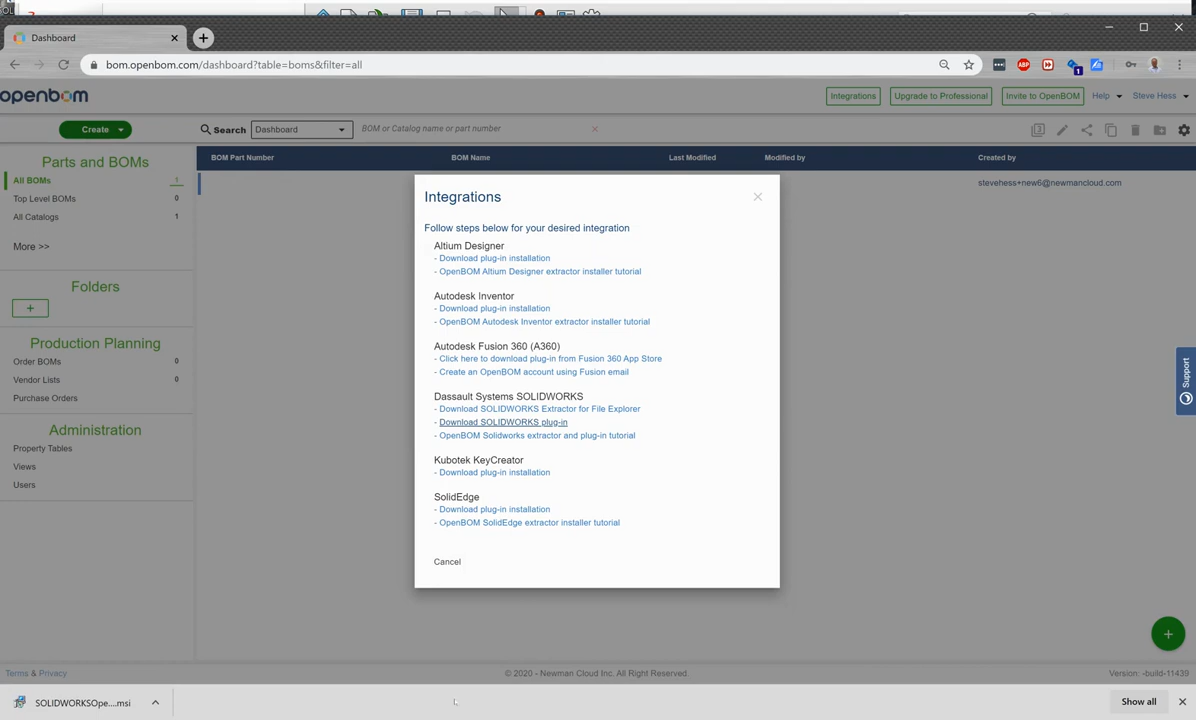 Dashboard
bom.openbom.com/dashboard?table=boms&filter=all
ABP
1
openbom
Integrations
Upgrade to Professional
Invite to OpenBOM
Help
Steve Hess
Create
Search
Dashboard
BOM or Catalog name or part number
3
Parts and BOMs
All BOMs
1
Top Level BOMs
0
All Catalogs
1
More >>
Folders
+
Production Planning
Order BOMs
0
Vendor Lists
0
Purchase Orders
Administration
Property Tables
Views
Users
BOM Part Number
BOM Name
Last Modified
Modified by
Created by
stevehess+new6@newmancloud.com
Integrations
Follow steps below for your desired integration
Altium Designer
- Download plug-in installation
- OpenBOM Altium Designer extractor installer tutorial
Autodesk Inventor
- Download plug-in installation
- OpenBOM Autodesk Inventor extractor installer tutorial
Autodesk Fusion 360 (A360)
- Click here to download plug-in from Fusion 360 App Store
- Create an OpenBOM account using Fusion email
Dassault Systems SOLIDWORKS
- Download SOLIDWORKS Extractor for File Explorer
- Download SOLIDWORKS plug-in
- OpenBOM Solidworks extractor and plug-in tutorial
Kubotek KeyCreator
- Download plug-in installation
SolidEdge
- Download plug-in installation
- OpenBOM SolidEdge extractor installer tutorial
Cancel
Support
+
Terms & Privacy
© 2020 - Newman Cloud Inc. All Right Reserved.
Version: -build-11439
SOLIDWORKSOpe....msi
Show all